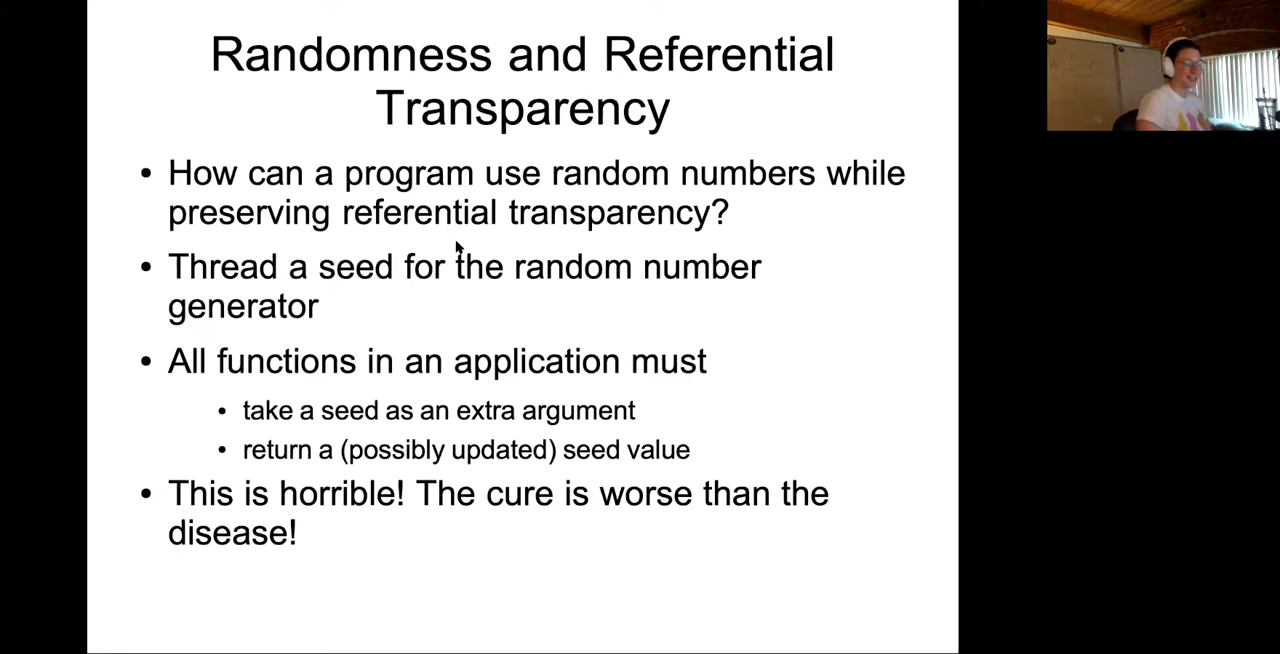 Randomness and Referential
Transparency
• How can a program use random numbers while
preserving referential transparency?
• Thread a seed for the random number
generator
• All functions in an application must
• take a seed as an extra argument
• return a (possibly updated) seed value
• This is horrible! The cure is worse than the
disease!